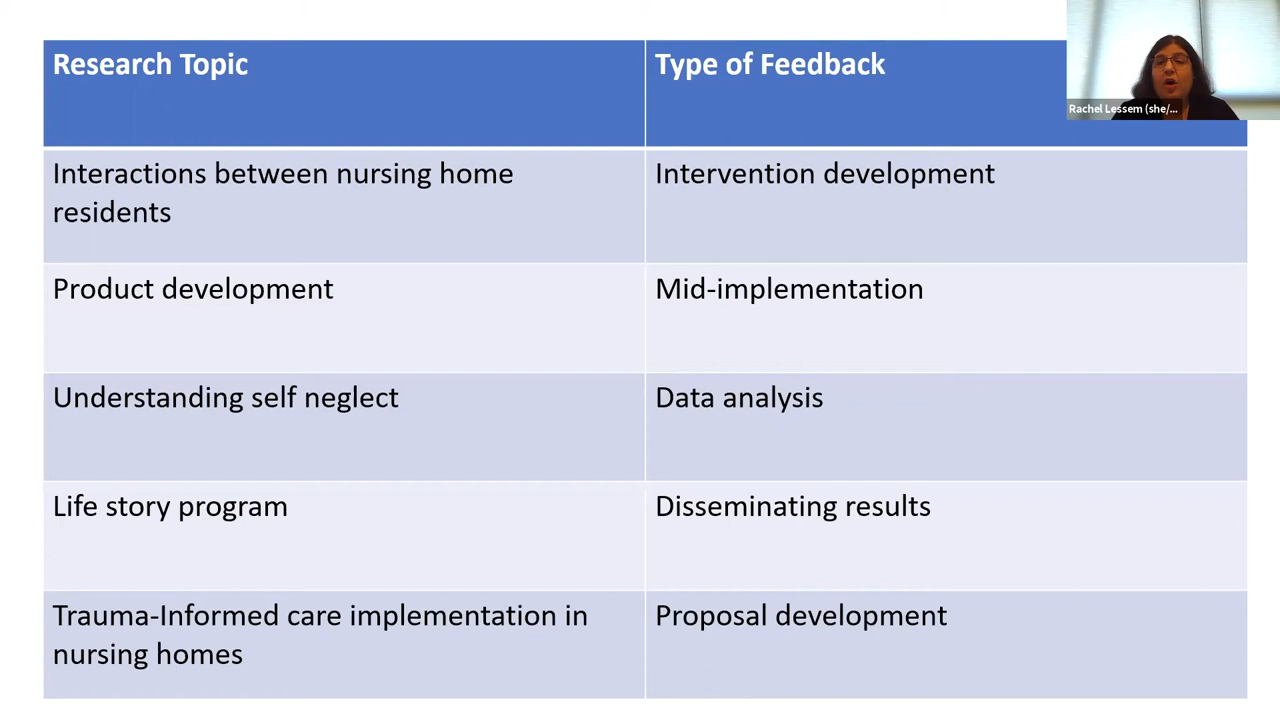 Research Topic
Type of Feedback
Rachel Lessem (she/...
Interactions between nursing home
residents
Intervention development
Product development
Mid-implementation
Understanding self neglect
Data analysis
Life story program
Disseminating results
Trauma-Informed care implementation in
nursing homes
Proposal development